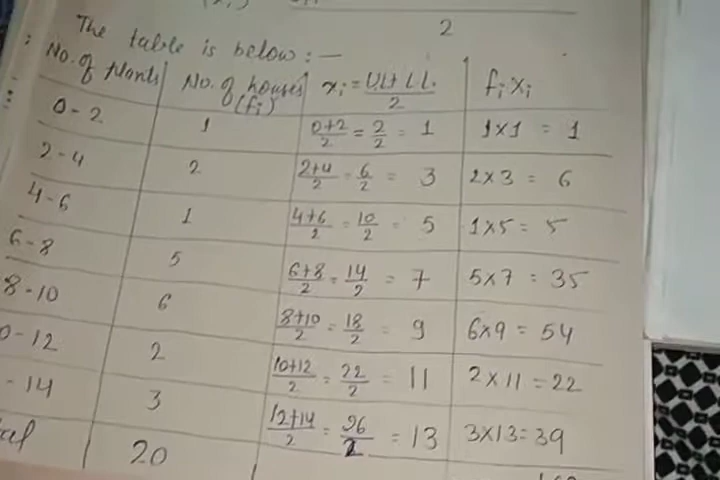 2
The table is below :—
No. of Plants No. of houses (fi) xi = UL+LL/2 fi xi
0-2 1 0+2/2 = 2/2 = 1 1×1 = 1
2-4 2 2+4/2 = 6/2 = 3 2×3 = 6
4-6 1 4+6/2 = 10/2 = 5 1×5 = 5
6-8 5 6+8/2 = 14/2 = 7 5×7 = 35
8-10 6 8+10/2 = 18/2 = 9 6×9 = 54
0-12 2 10+12/2 = 22/2 = 11 2×11 = 22
-14 3 12+14/2 = 26/2 = 13 3×13 = 39
20